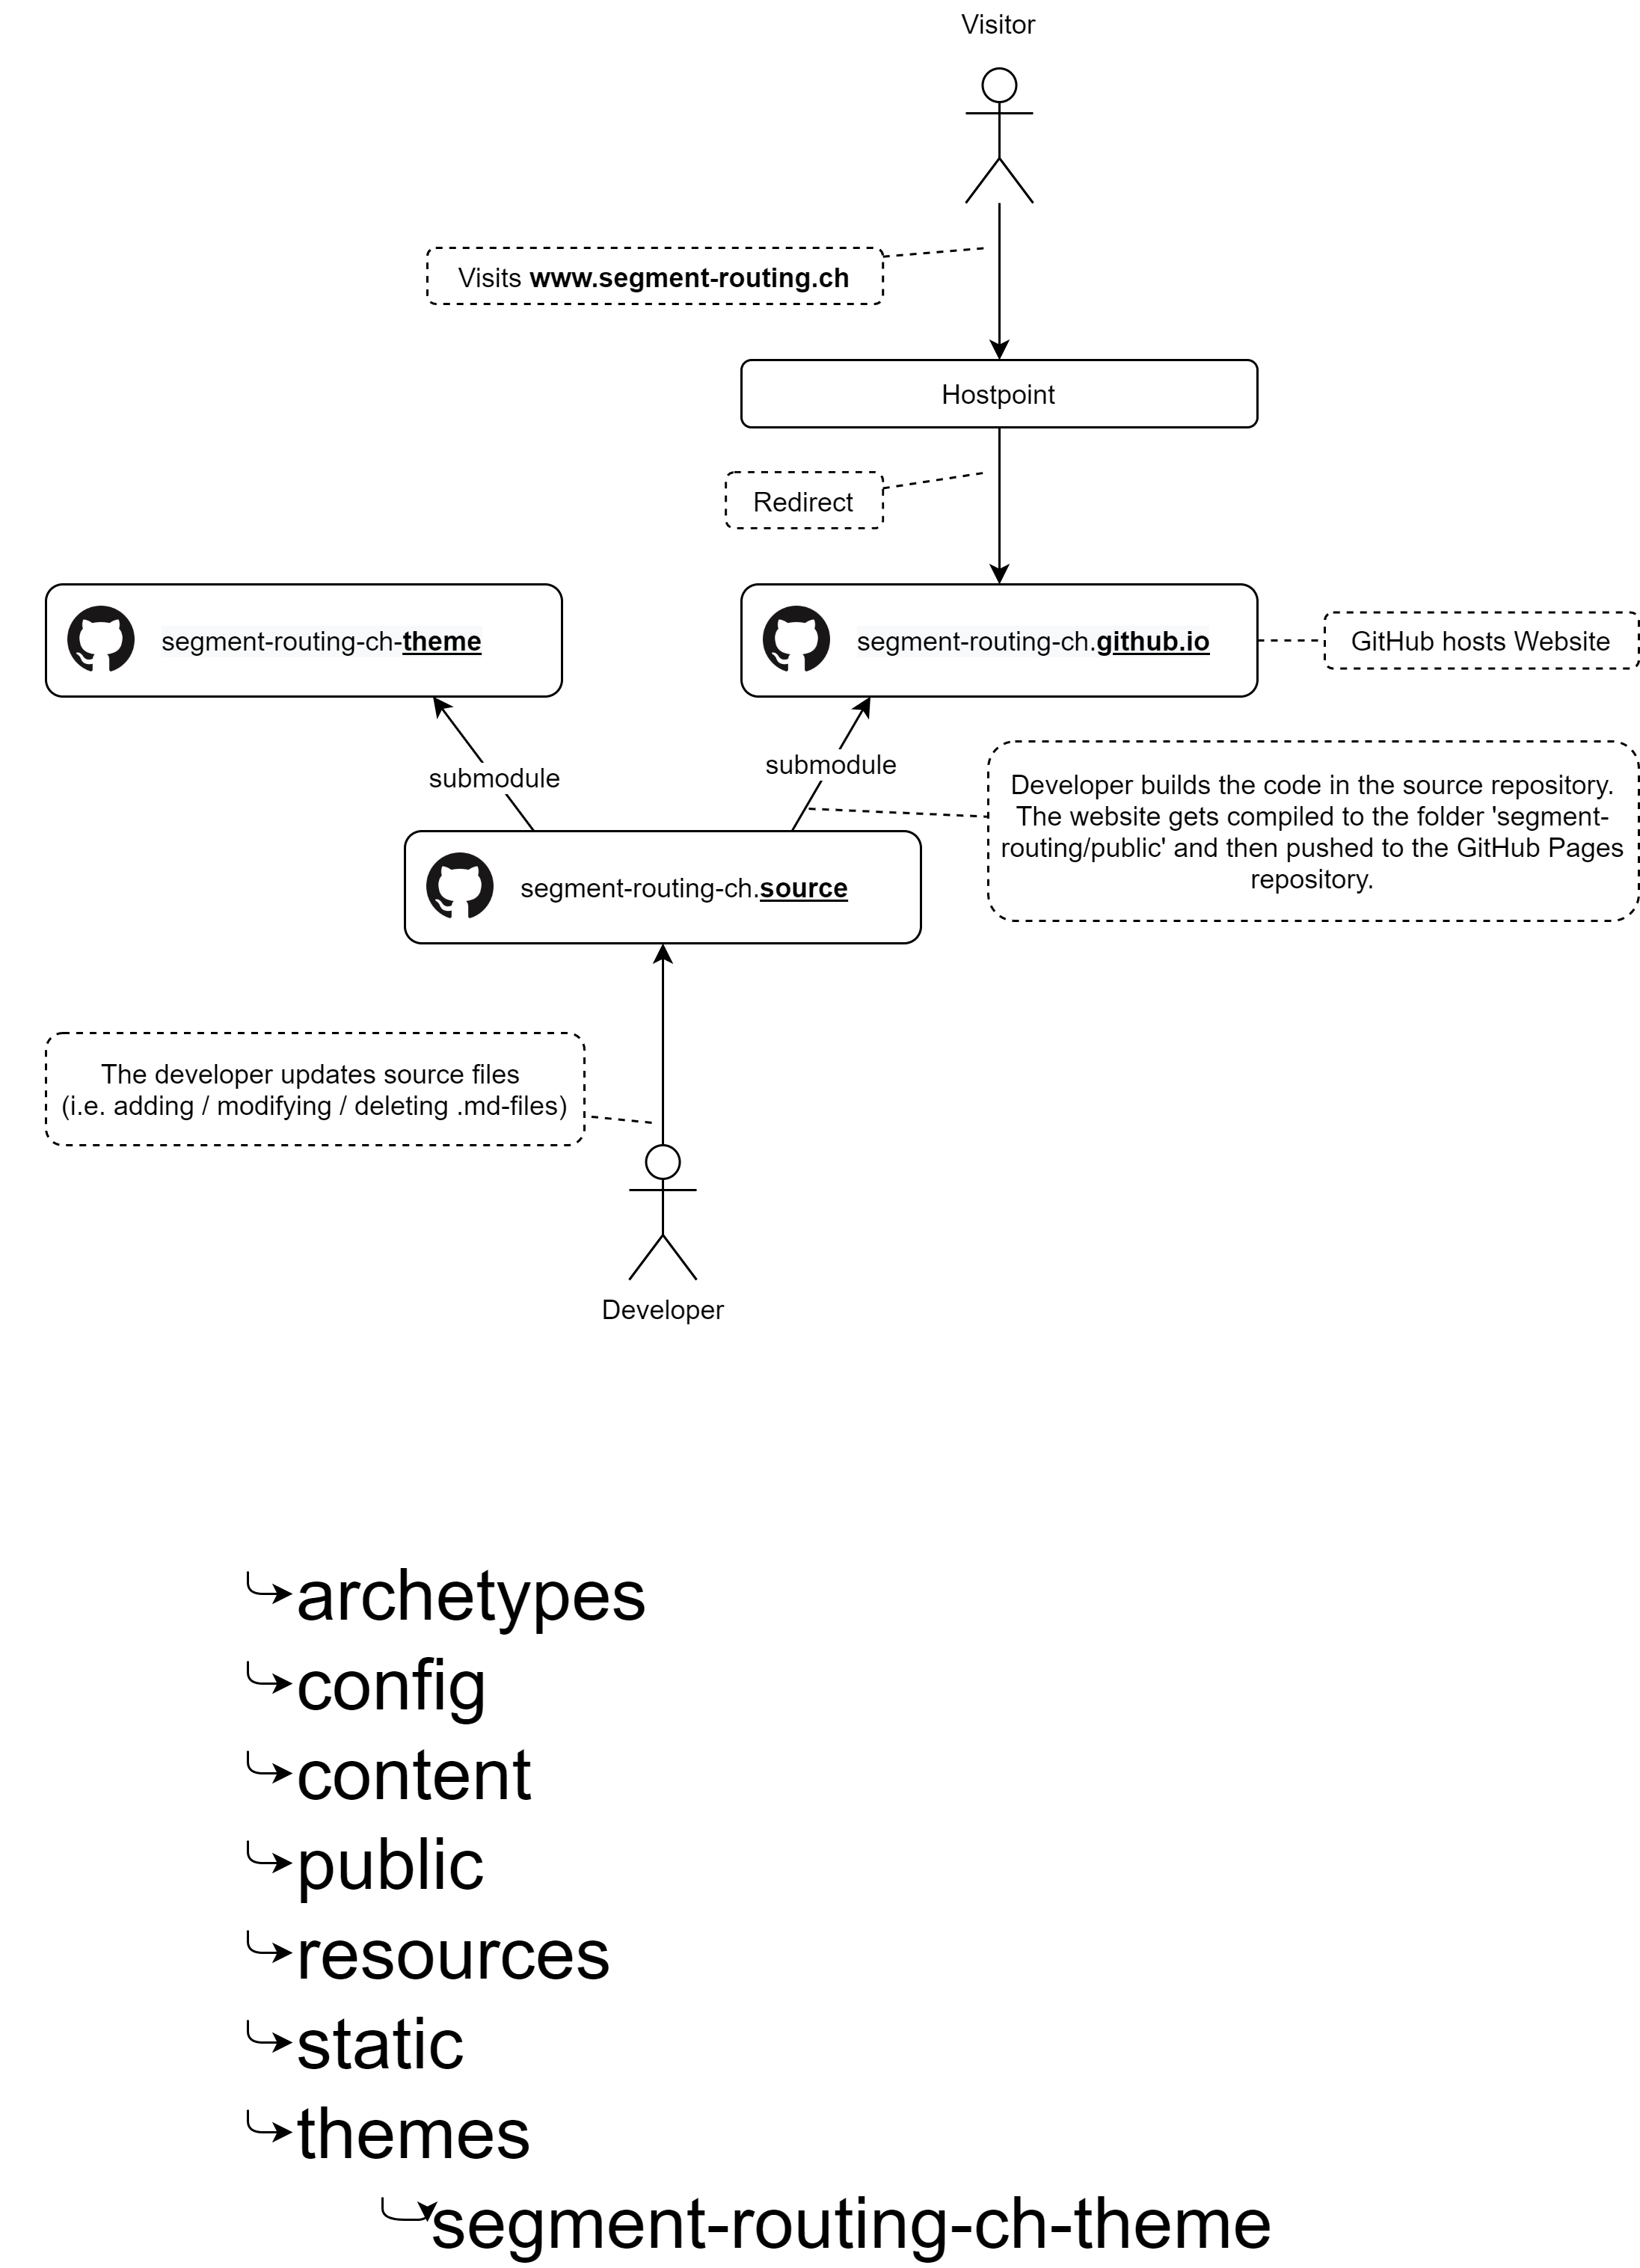 Visitor
Visits www.segment-routing.ch
Hostpoint
Redirect
segment-routing-ch-theme
segment-routing-ch.github.io
GitHub hosts Website
submodule
submodule
Developer builds the code in the source repository.
The website gets compiled to the folder 'segment-
routing/public' and then pushed to the GitHub Pages
repository.
segment-routing-ch.source
The developer updates source files
(i.e. adding / modifying / deleting .md-files)
Developer
archetypes
config
content
public
resources
static
themes
segment-routing-ch-theme